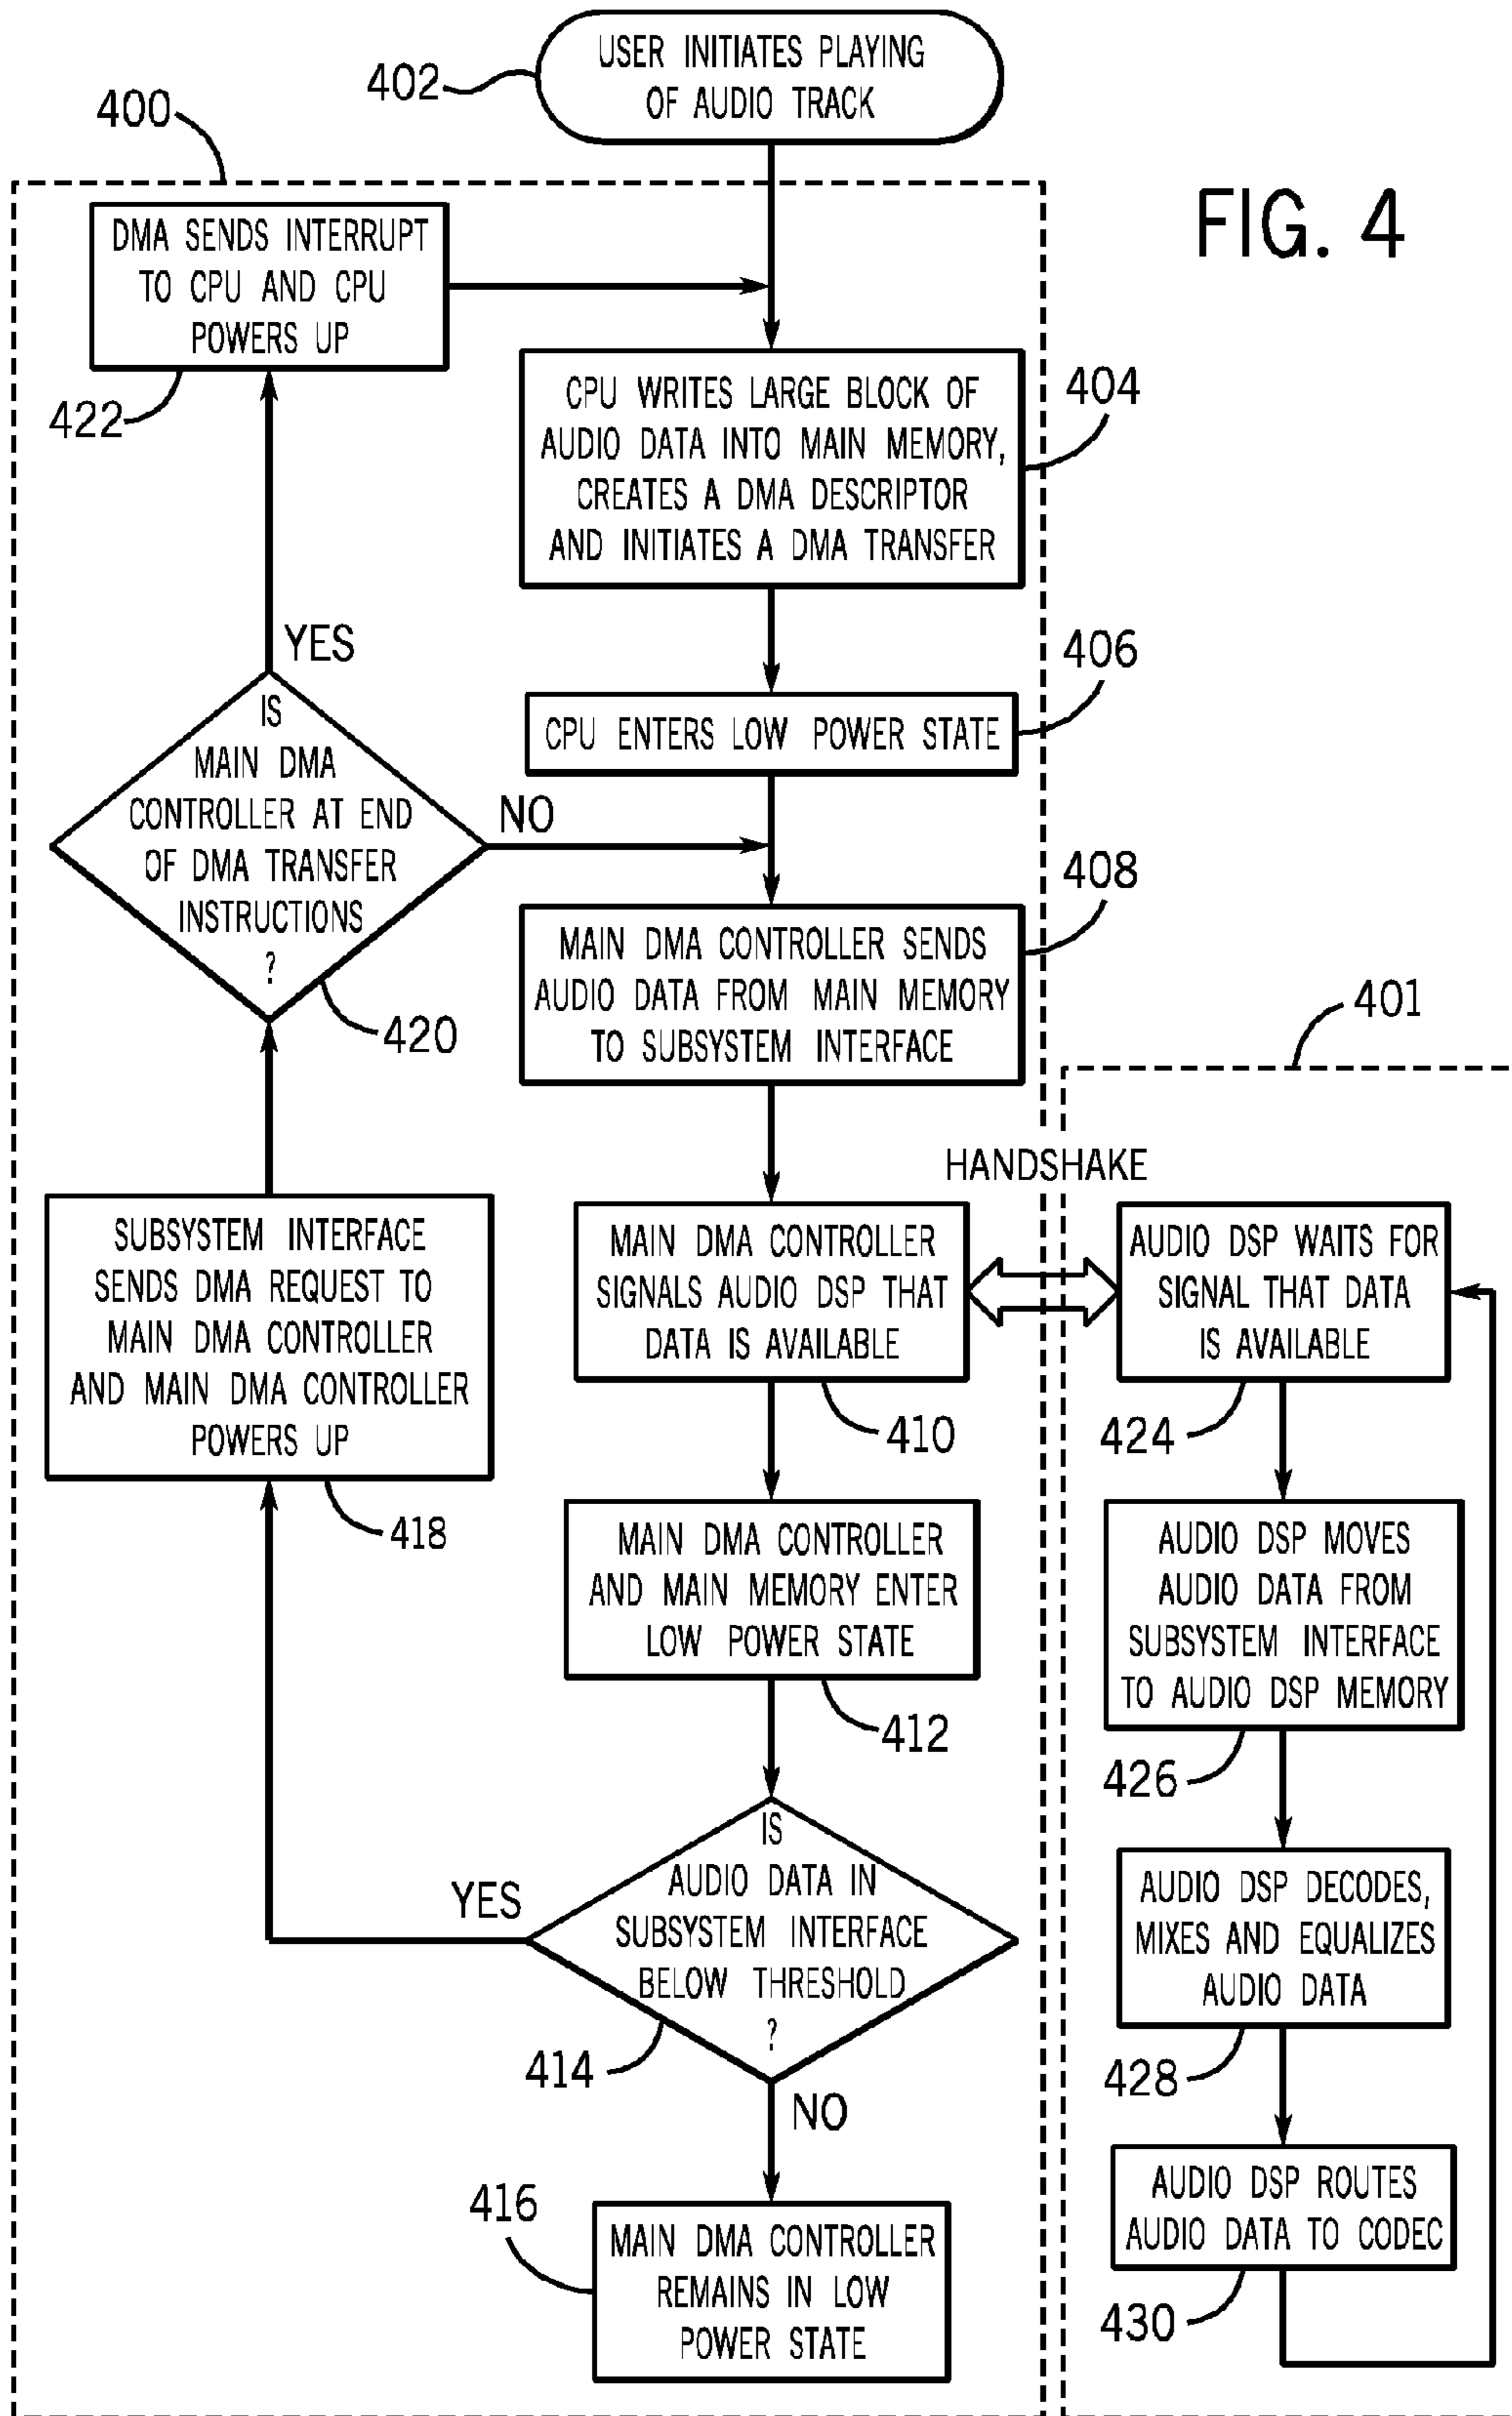 402
USER INITIATES PLAYING
OF AUDIO TRACK
400
FIG. 4
DMA SENDS INTERRUPT
TO CPU AND CPU
POWERS UP
422
CPU WRITES LARGE BLOCK OF
AUDIO DATA INTO MAIN MEMORY,
CREATES A DMA DESCRIPTOR
AND INITIATES A DMA TRANSFER
404
YES
406
CPU ENTERS LOW POWER STATE
IS
MAIN DMA
CONTROLLER AT END
OF DMA TRANSFER
INSTRUCTIONS
?
NO
420
408
MAIN DMA CONTROLLER SENDS
AUDIO DATA FROM MAIN MEMORY
TO SUBSYSTEM INTERFACE
401
HANDSHAKE
SUBSYSTEM INTERFACE
SENDS DMA REQUEST TO
MAIN DMA CONTROLLER
AND MAIN DMA CONTROLLER
POWERS UP
418
MAIN DMA CONTROLLER
SIGNALS AUDIO DSP THAT
DATA IS AVAILABLE
410
AUDIO DSP WAITS FOR
SIGNAL THAT DATA
IS AVAILABLE
424
MAIN DMA CONTROLLER
AND MAIN MEMORY ENTER
LOW POWER STATE
412
AUDIO DSP MOVES
AUDIO DATA FROM
SUBSYSTEM INTERFACE
TO AUDIO DSP MEMORY
426
YES
IS
AUDIO DATA IN
SUBSYSTEM INTERFACE
BELOW THRESHOLD
?
414
NO
AUDIO DSP DECODES,
MIXES AND EQUALIZES
AUDIO DATA
428
416
MAIN DMA CONTROLLER
REMAINS IN LOW
POWER STATE
AUDIO DSP ROUTES
AUDIO DATA TO CODEC
430